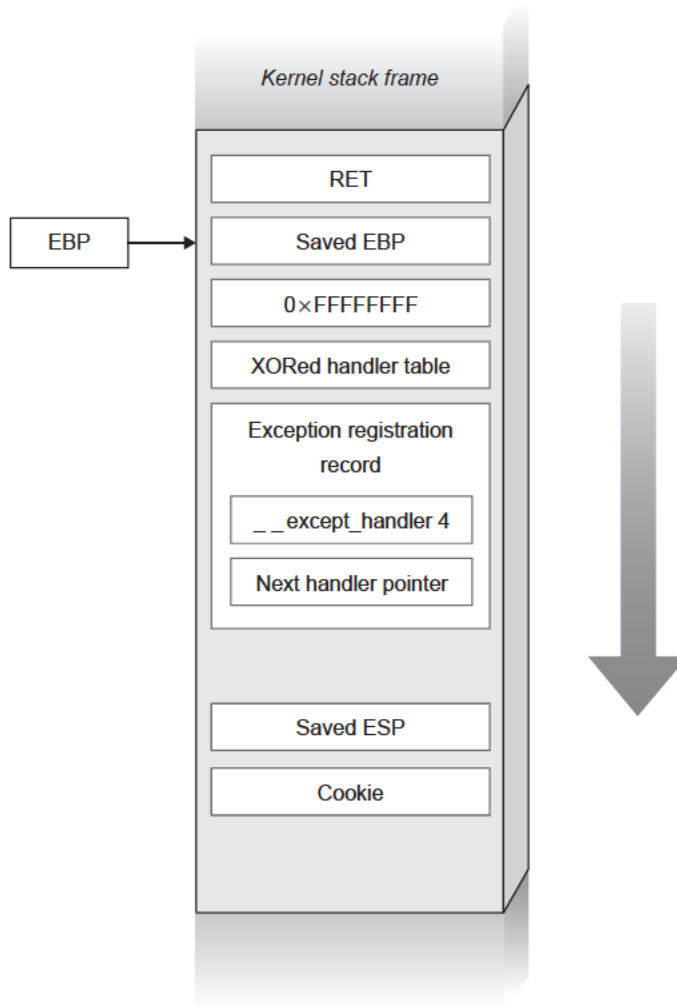 Kernel stack frame
RET
EBP
Saved EBP
0×FFFFFFFF
XORed handler table
Exception registration
record
_ _except_handler 4
Next handler pointer
Saved ESP
Cookie